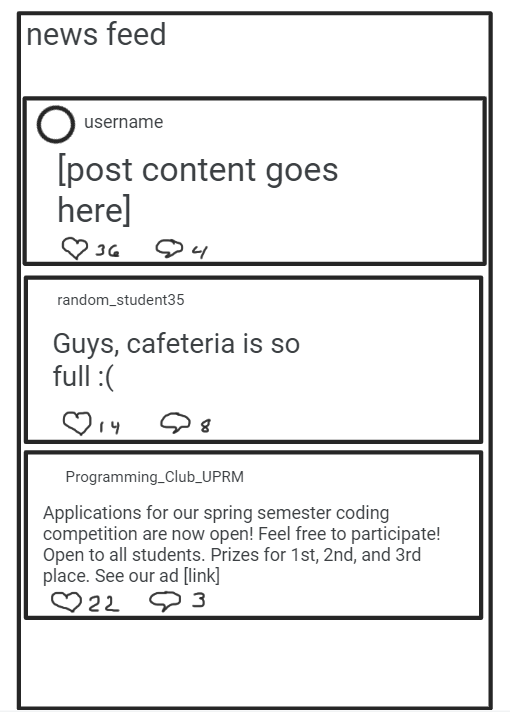 news feed
username
[post content goes
here]
36 4
random_student35
Guys, cafeteria is so
full :(
14 8
Programming_Club_UPRM
Applications for our spring semester coding
competition are now open! Feel free to participate!
Open to all students. Prizes for 1st, 2nd, and 3rd
place. See our ad [link]
22 3